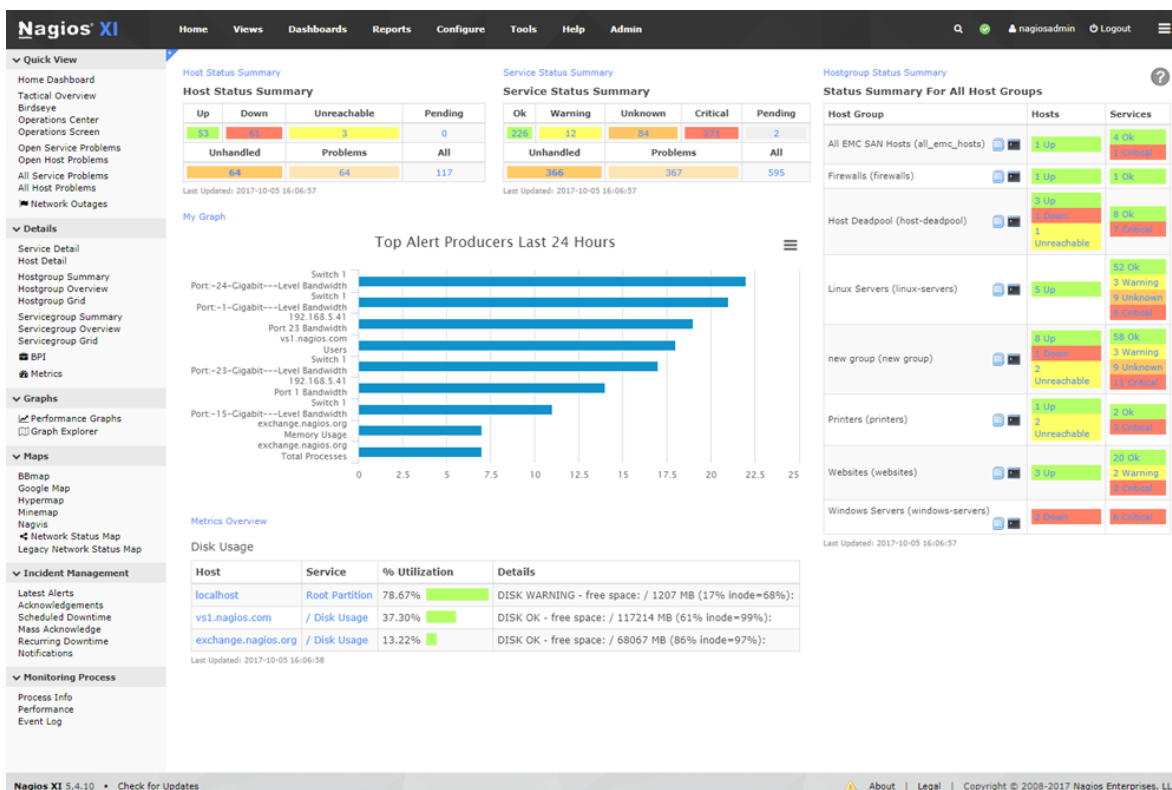 Nagios® XI
Home Views Dashboards Reports Configure Tools Help Admin
nagiosadmin Logout
Quick View
Home Dashboard
Tactical Overview
Birdseye
Operations Center
Operations Screen
Open Service Problems
Open Host Problems
All Service Problems
All Host Problems
Network Outages
Details
Service Detail
Host Detail
Hostgroup Summary
Hostgroup Overview
Hostgroup Grid
Servicegroup Summary
Servicegroup Overview
Servicegroup Grid
BPI
Metrics
Graphs
Performance Graphs
Graph Explorer
Maps
BBmap
Google Map
Hypermap
Minemap
Nagvis
Network Status Map
Legacy Network Status Map
Incident Management
Latest Alerts
Acknowledgements
Scheduled Downtime
Mass Acknowledge
Recurring Downtime
Notifications
Monitoring Process
Process Info
Performance
Event Log
Host Status Summary
Host Status Summary
Up Down Unreachable Pending
53 61 3 0
Unhandled Problems All
64 64 117
Last Updated: 2017-10-05 16:06:57
Service Status Summary
Service Status Summary
Ok Warning Unknown Critical Pending
226 12 84 271 2
Unhandled Problems All
366 367 595
Last Updated: 2017-10-05 16:06:57
My Graph
Top Alert Producers Last 24 Hours
Switch 1
Port:-24-Gigabit---Level Bandwidth
Switch 1
Port:-1-Gigabit---Level Bandwidth
192.168.5.41
Port 23 Bandwidth
vs1.nagios.com
Users
Switch 1
Port:-23-Gigabit---Level Bandwidth
192.168.5.41
Port 1 Bandwidth
Switch 1
Port:-15-Gigabit---Level Bandwidth
exchange.nagios.org
Memory Usage
exchange.nagios.org
Total Processes
0 2.5 5 7.5 10 12.5 15 17.5 20 22.5 25
Metrics Overview
Disk Usage
Host Service % Utilization Details
localhost Root Partition 78.67% DISK WARNING - free space: / 1207 MB (17% inode=68%):
vs1.nagios.com / Disk Usage 37.30% DISK OK - free space: / 117214 MB (61% inode=99%):
exchange.nagios.org / Disk Usage 13.22% DISK OK - free space: / 68067 MB (86% inode=97%):
Last Updated: 2017-10-05 16:06:58
Hostgroup Status Summary
?
Status Summary For All Host Groups
Host Group Hosts Services
All EMC SAN Hosts (all_emc_hosts) 1 Up 4 Ok
1 Critical
Firewalls (firewalls) 1 Up 1 Ok
Host Deadpool (host-deadpool) 3 Up 8 Ok
1 Down 7 Critical
1
Unreachable
Linux Servers (linux-servers) 5 Up 52 Ok
3 Warning
9 Unknown
6 Critical
new group (new group) 8 Up 58 Ok
1 Down 3 Warning
2 9 Unknown
Unreachable 11 Critical
Printers (printers) 1 Up 2 Ok
2 3 Critical
Unreachable
Websites (websites) 3 Up 20 Ok
2 Warning
2 Critical
Windows Servers (windows-servers) 2 Down 6 Critical
Last Updated: 2017-10-05 16:06:57
Nagios XI 5.4.10 • Check for Updates
About | Legal | Copyright © 2008-2017 Nagios Enterprises, LL